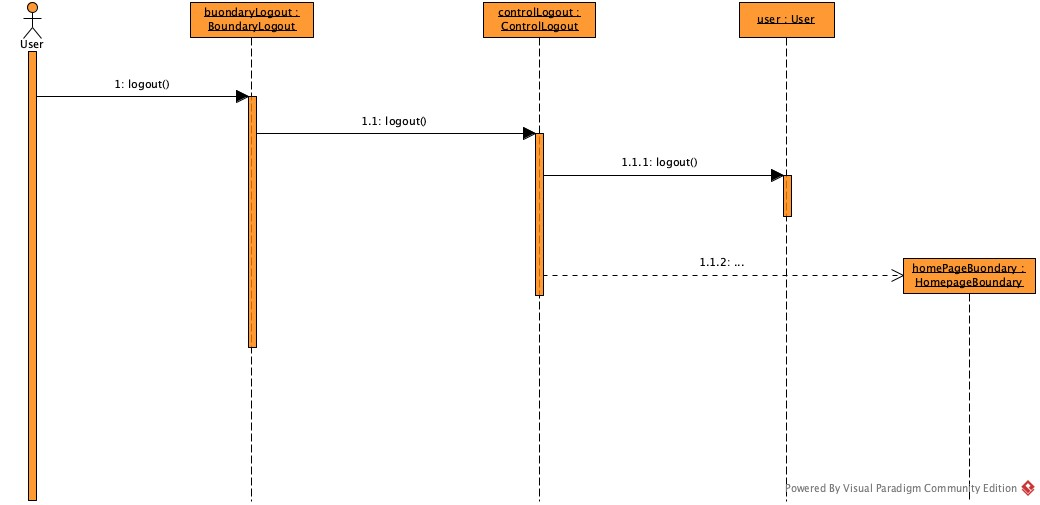 buondaryLogout :
BoundaryLogout
controlLogout :
ControlLogout
user : User
User
1: logout()
1.1: logout()
1.1.1: logout()
1.1.2: ...
homePageBuondary :
HomepageBoundary
Powered By Visual Paradigm Community Edition